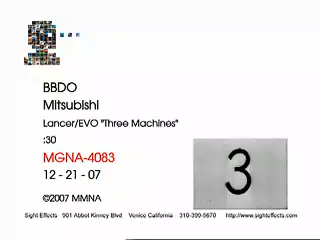 BBDO
Mitsubishi
Lancer/EVO "Three Machines"
:30
MGNA-4083
12 - 21 - 07
3
©2007 MMNA
Sight Effects 901 Abbot Kinney Blvd Venice California 310-399-5670 http://www.sighteffects.com